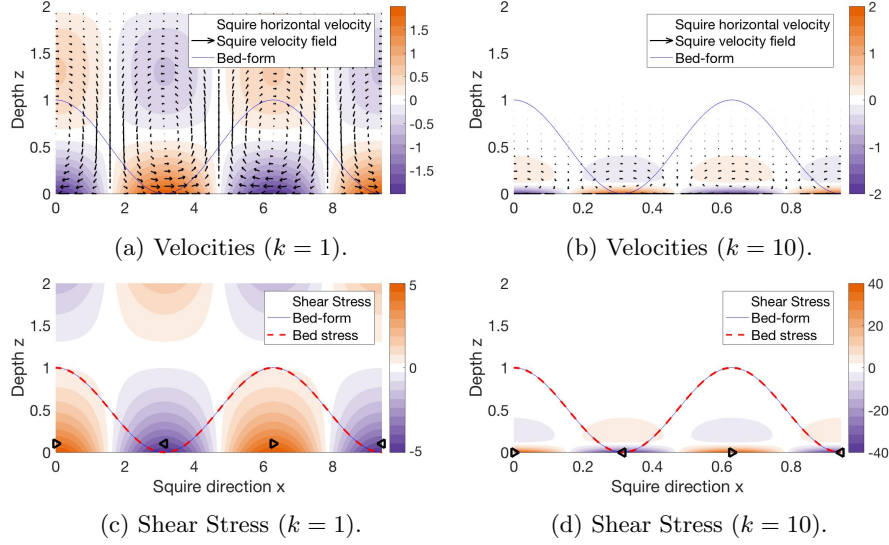 Squire horizontal velocity
Squire velocity field
Bed-form
Depth z
2
1.5
1
0.5
0
0 2 4 6 8
1.5
1
0.5
0
-0.5
-1
-1.5
(a) Velocities (k = 1).
Squire horizontal velocity
Squire velocity field
Bed-form
Depth z
2
1.5
1
0.5
0
0 0.2 0.4 0.6 0.8
2
1
0
-1
-2
(b) Velocities (k = 10).
Shear Stress
Bed-form
Bed stress
Depth z
2
1.5
1
0.5
0
0 2 4 6 8
Squire direction x
5
0
-5
(c) Shear Stress (k = 1).
Shear Stress
Bed-form
Bed stress
Depth z
2
1.5
1
0.5
0
0 0.2 0.4 0.6 0.8
Squire direction x
40
20
0
-20
-40
(d) Shear Stress (k = 10).